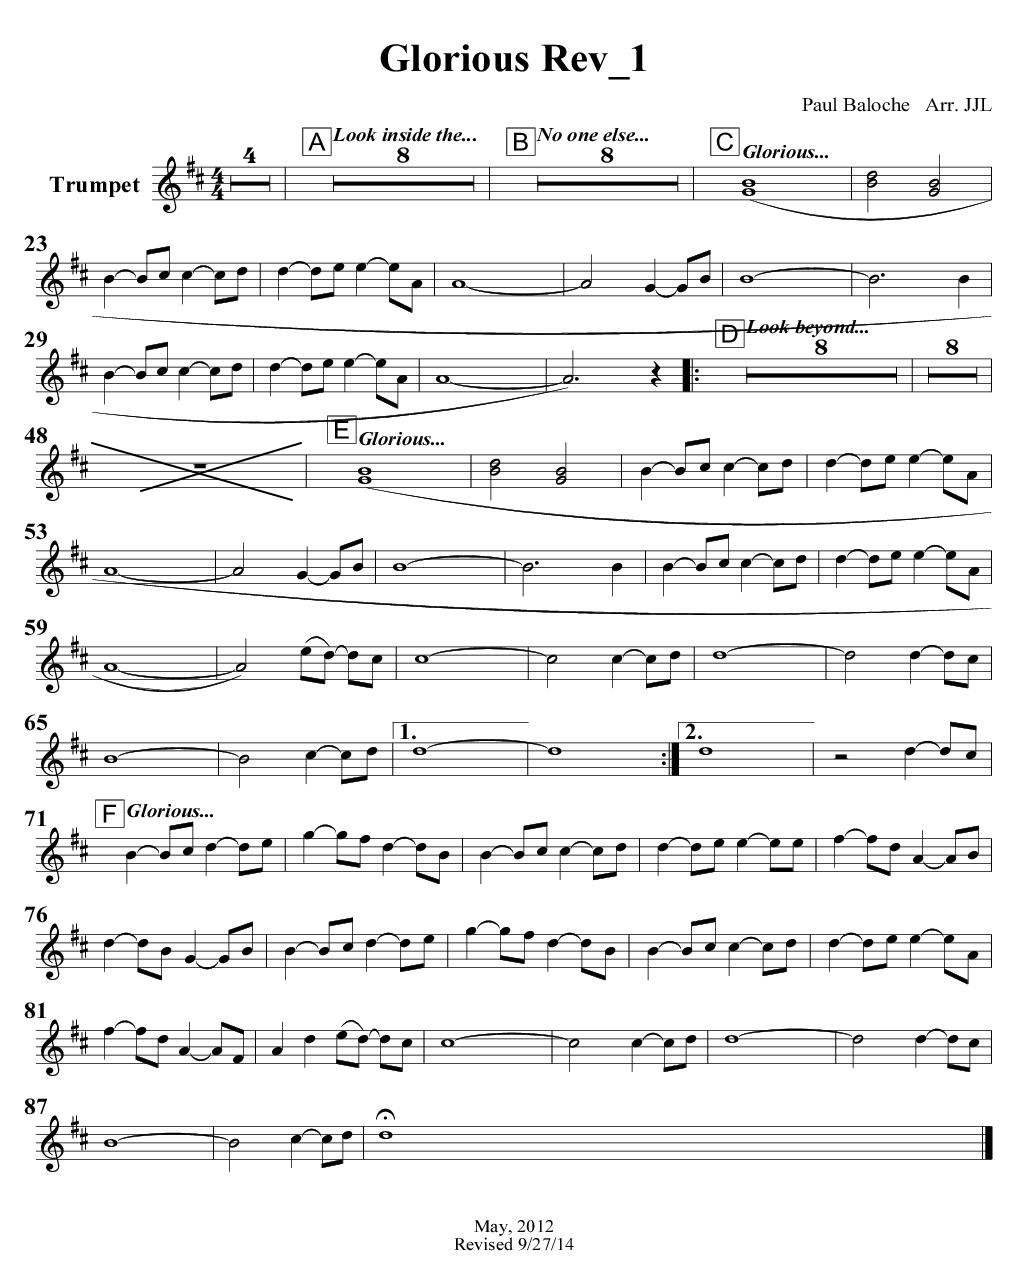 Glorious Rev_1
Paul Baloche Arr. JJL
A Look inside the... B No one else... C Glorious...
4 8 8
Trumpet 4/4
23
29 D Look beyond...
8 8
48 E Glorious...
53
59
65 1. 2.
F Glorious...
71
76
81
87
May, 2012
Revised 9/27/14